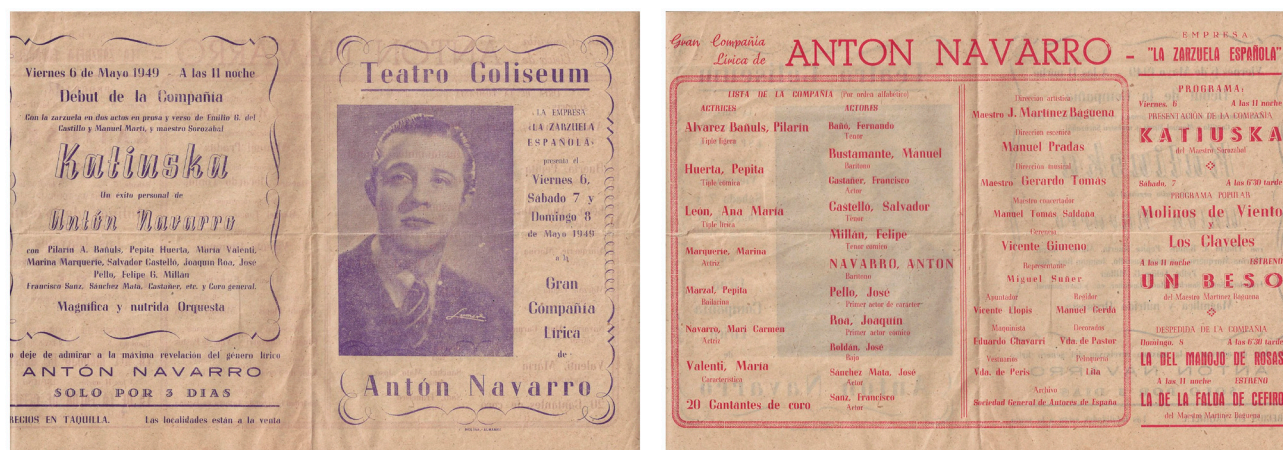 Viernes 6 de Mayo 1949 - A las 11 noche
Debut de la Compañía
Con la zarzuela en dos actos en prosa y verso de Emilio G. del
Castillo y Manuel Martí, y maestro Sorozabal
Katiuska
Un exito personal de
Antón Navarro
con Pilarín A. Bañuls, Pepita Huerta, María Valentí,
Marina Marquerie, Salvador Castelló, Joaquín Roa, José
Pello, Felipe G. Millan
Francisco Sanz, Sánchez Mata, Castañer, etc. y Coro general.
Magnífica y nutrida Orquesta
deje de admirar a la maxima revelacion del género lírico
ANTÓN NAVARRO
SOLO POR 3 DIAS
EN TAQUILLA. Las localidades están a la venta
Teatro Coliseum
LA EMPRESA
«LA ZARZUELA
ESPAÑOLA»
presenta el
Viernes 6,
Sabado 7 y
Domingo 8
de Mayo 1949
a la
Gran
Compañía
Lírica
de
Antón Navarro
Gran Compañia
Lírica de
ANTON NAVARRO -
EMPRESA
"LA ZARZUELA ESPAÑOLA"
LISTA DE LA COMPAÑIA (Por orden alfabético)
ACTRICES
Alvarez Bañuls, Pilarín
Tiple ligera
Huerta, Pepita
Tiple cómica
Leon, Ana María
Tiple lírica
Marquerie, Marina
Actriz
Marzal, Pepita
Bailarina
Navarro, Mari Carmen
Actriz
Valenti, María
Característica
20 Cantantes de coro
ACTORES
Bañó, Fernando
Tenor
Bustamante, Manuel
Barítono
Castañer, Francisco
Actor
Castelló, Salvador
Tenor
Millán, Felipe
Tenor cómico
NAVARRO, ANTON
Barítono
Pello, José
Primer actor de carácter
Roa, Joaquín
Primer actor comico
Roldán, José
Bajo
Sánchez Mata, José
Actor
Sanz, Francisco
Actor
Dirección artística
Maestro J. Martínez Baguena
Dirección escénica
Manuel Pradas
Dirección musical
Maestro Gerardo Tomas
Maestro concertador
Manuel Tomás Saldaña
Gerencia
Vicente Gimeno
Representante
Miguel Suñer
Apuntador Regidor
Vicente Llopis Manuel Gerda
Maquinista Decorados
Eduardo Chavarri Vda. de Pastor
Vestuarios Peluquería
Vda. de Peris Lita
Archivo
Sociedad General de Autores de España
PROGRAMA:
Viernes, 6 A las 11 noche
PRESENTACION DE LA COMPAÑIA
KATIUSKA
del Maestro Sorozabal
Sabado, 7 A las 6'30 tarde
PROGRAMA POPULAR
Molinos de Viento
y
Los Claveles
A las 11 noche ESTRENO
UN BESO
del Maestro Martínez Baguena
DESPEDIDA DE LA COMPAÑIA
Domingo, 8 A las 6'30 tarde
LA DEL MANOJO DE ROSAS
A las 11 noche ESTRENO
LA DE LA FALDA DE CEFIRO
del Maestro Martínez Baguena